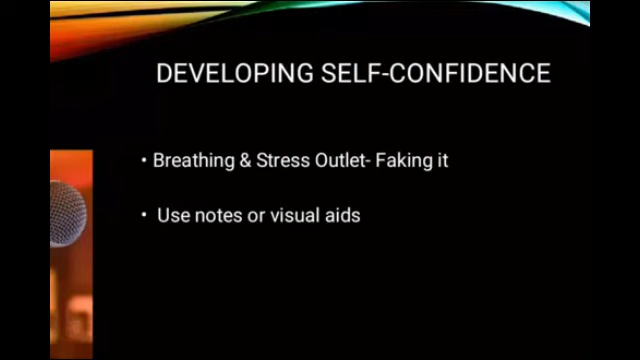 DEVELOPING SELF-CONFIDENCE
• Breathing & Stress Outlet- Faking it
• Use notes or visual aids